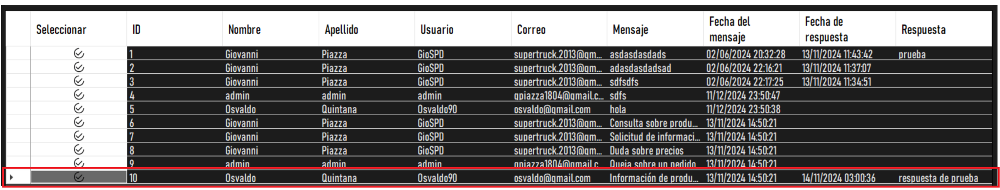 Seleccionar ID Nombre Apellido Usuario Correo Mensaje Fecha del mensaje Fecha de respuesta Respuesta
1 Giovanni Piazza GioSPD supertruck.2013@gm... asdasdasdads 02/06/2024 20:32:28 13/11/2024 11:43:42 prueba
2 Giovanni Piazza GioSPD supertruck.2013@gm... adasdasdadsad 02/06/2024 22:16:21 13/11/2024 11:37:07
3 Giovanni Piazza GioSPD supertruck.2013@gm... sdfsdfs 02/06/2024 22:17:25 13/11/2024 11:34:51
4 admin admin admin gpiazza1804@gmail.c... sdfs 11/12/2024 23:50:47
5 Osvaldo Quintana Osvaldo90 osvaldo@gmail.com hola 11/12/2024 23:50:38
6 Giovanni Piazza GioSPD supertruck.2013@gm... Consulta sobre produ... 13/11/2024 14:50:21
7 Giovanni Piazza GioSPD supertruck.2013@gm... Solicitud de informaci... 13/11/2024 14:50:21
8 Giovanni Piazza GioSPD supertruck.2013@gm... Duda sobre precios 13/11/2024 14:50:21
9 admin admin admin gpiazza1804@gmail.c... Queja sobre un pedido 13/11/2024 14:50:21
10 Osvaldo Quintana Osvaldo90 osvaldo@gmail.com Información de produ... 13/11/2024 14:50:21 14/11/2024 03:00:36 respuesta de prueba